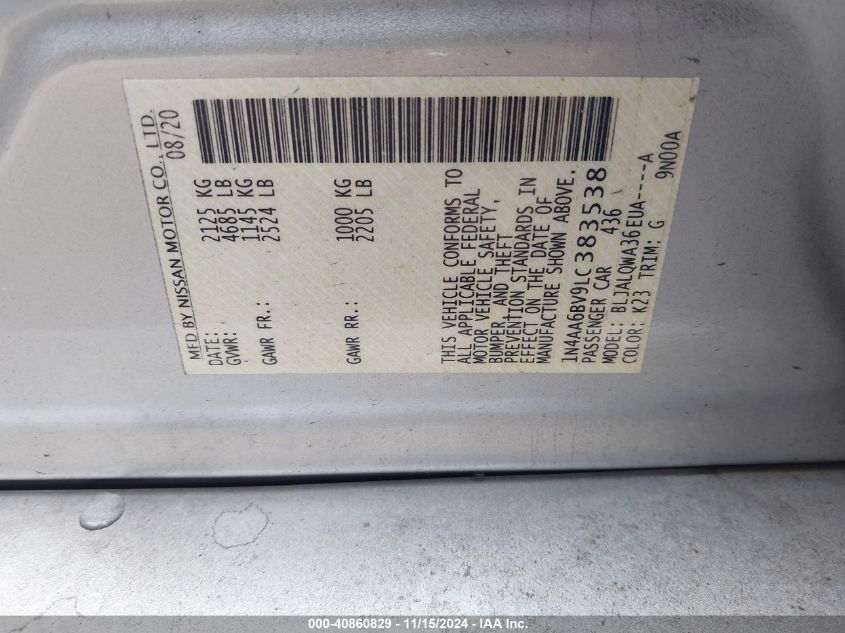 MFD BY NISSAN MOTOR CO., LTD.
DATE: 08/20
GVWR: 2125 KG
4685 LB
GAWR FR.: 1145 KG
2524 LB
GAWR RR.: 1000 KG
2205 LB
THIS VEHICLE CONFORMS TO
ALL APPLICABLE FEDERAL
MOTOR VEHICLE SAFETY,
BUMPER, AND THEFT
PREVENTION STANDARDS IN
EFFECT ON THE DATE OF
MANUFACTURE SHOWN ABOVE.
1N4AA6BV9LC383538
PASSENGER CAR 436
MODEL: BLJALQWA36EUA-----A
COLOR: K23 TRIM: G 9N00A
000-40860829 - 11/15/2024 - IAA Inc.